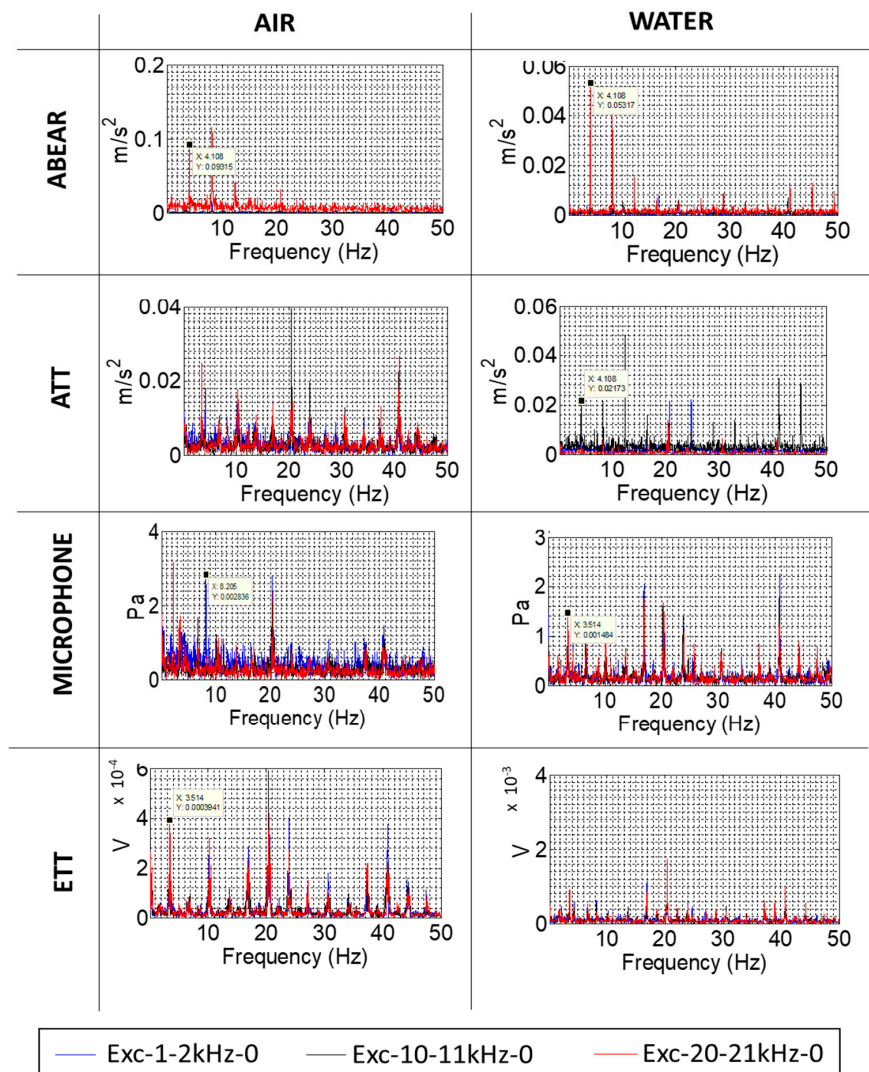 AIR WATER
ABEAR
0.2
0.1
0
m/s²
X: 4.108
Y: 0.09315
10 20 30 40 50
Frequency (Hz)
0.06
0.04
0.02
0
m/s²
X: 4.108
Y: 0.05317
10 20 30 40 50
Frequency (Hz)
ATT
0.04
0.02
0
m/s²
10 20 30 40 50
Frequency (Hz)
0.06
0.04
0.02
0
m/s²
X: 4.108
Y: 0.02173
10 20 30 40 50
Frequency (Hz)
MICROPHONE
4
2
0
Pa
X: 8.205
Y: 0.002836
10 20 30 40 50
Frequency (Hz)
3
2
1
0
Pa
X: 3.514
Y: 0.001484
10 20 30 40 50
Frequency (Hz)
ETT
x 10⁻⁴
6
4
2
0
V
X: 3.514
Y: 0.0003941
10 20 30 40 50
Frequency (Hz)
x 10⁻³
4
2
0
V
10 20 30 40 50
Frequency (Hz)
Exc-1-2kHz-0 Exc-10-11kHz-0 Exc-20-21kHz-0